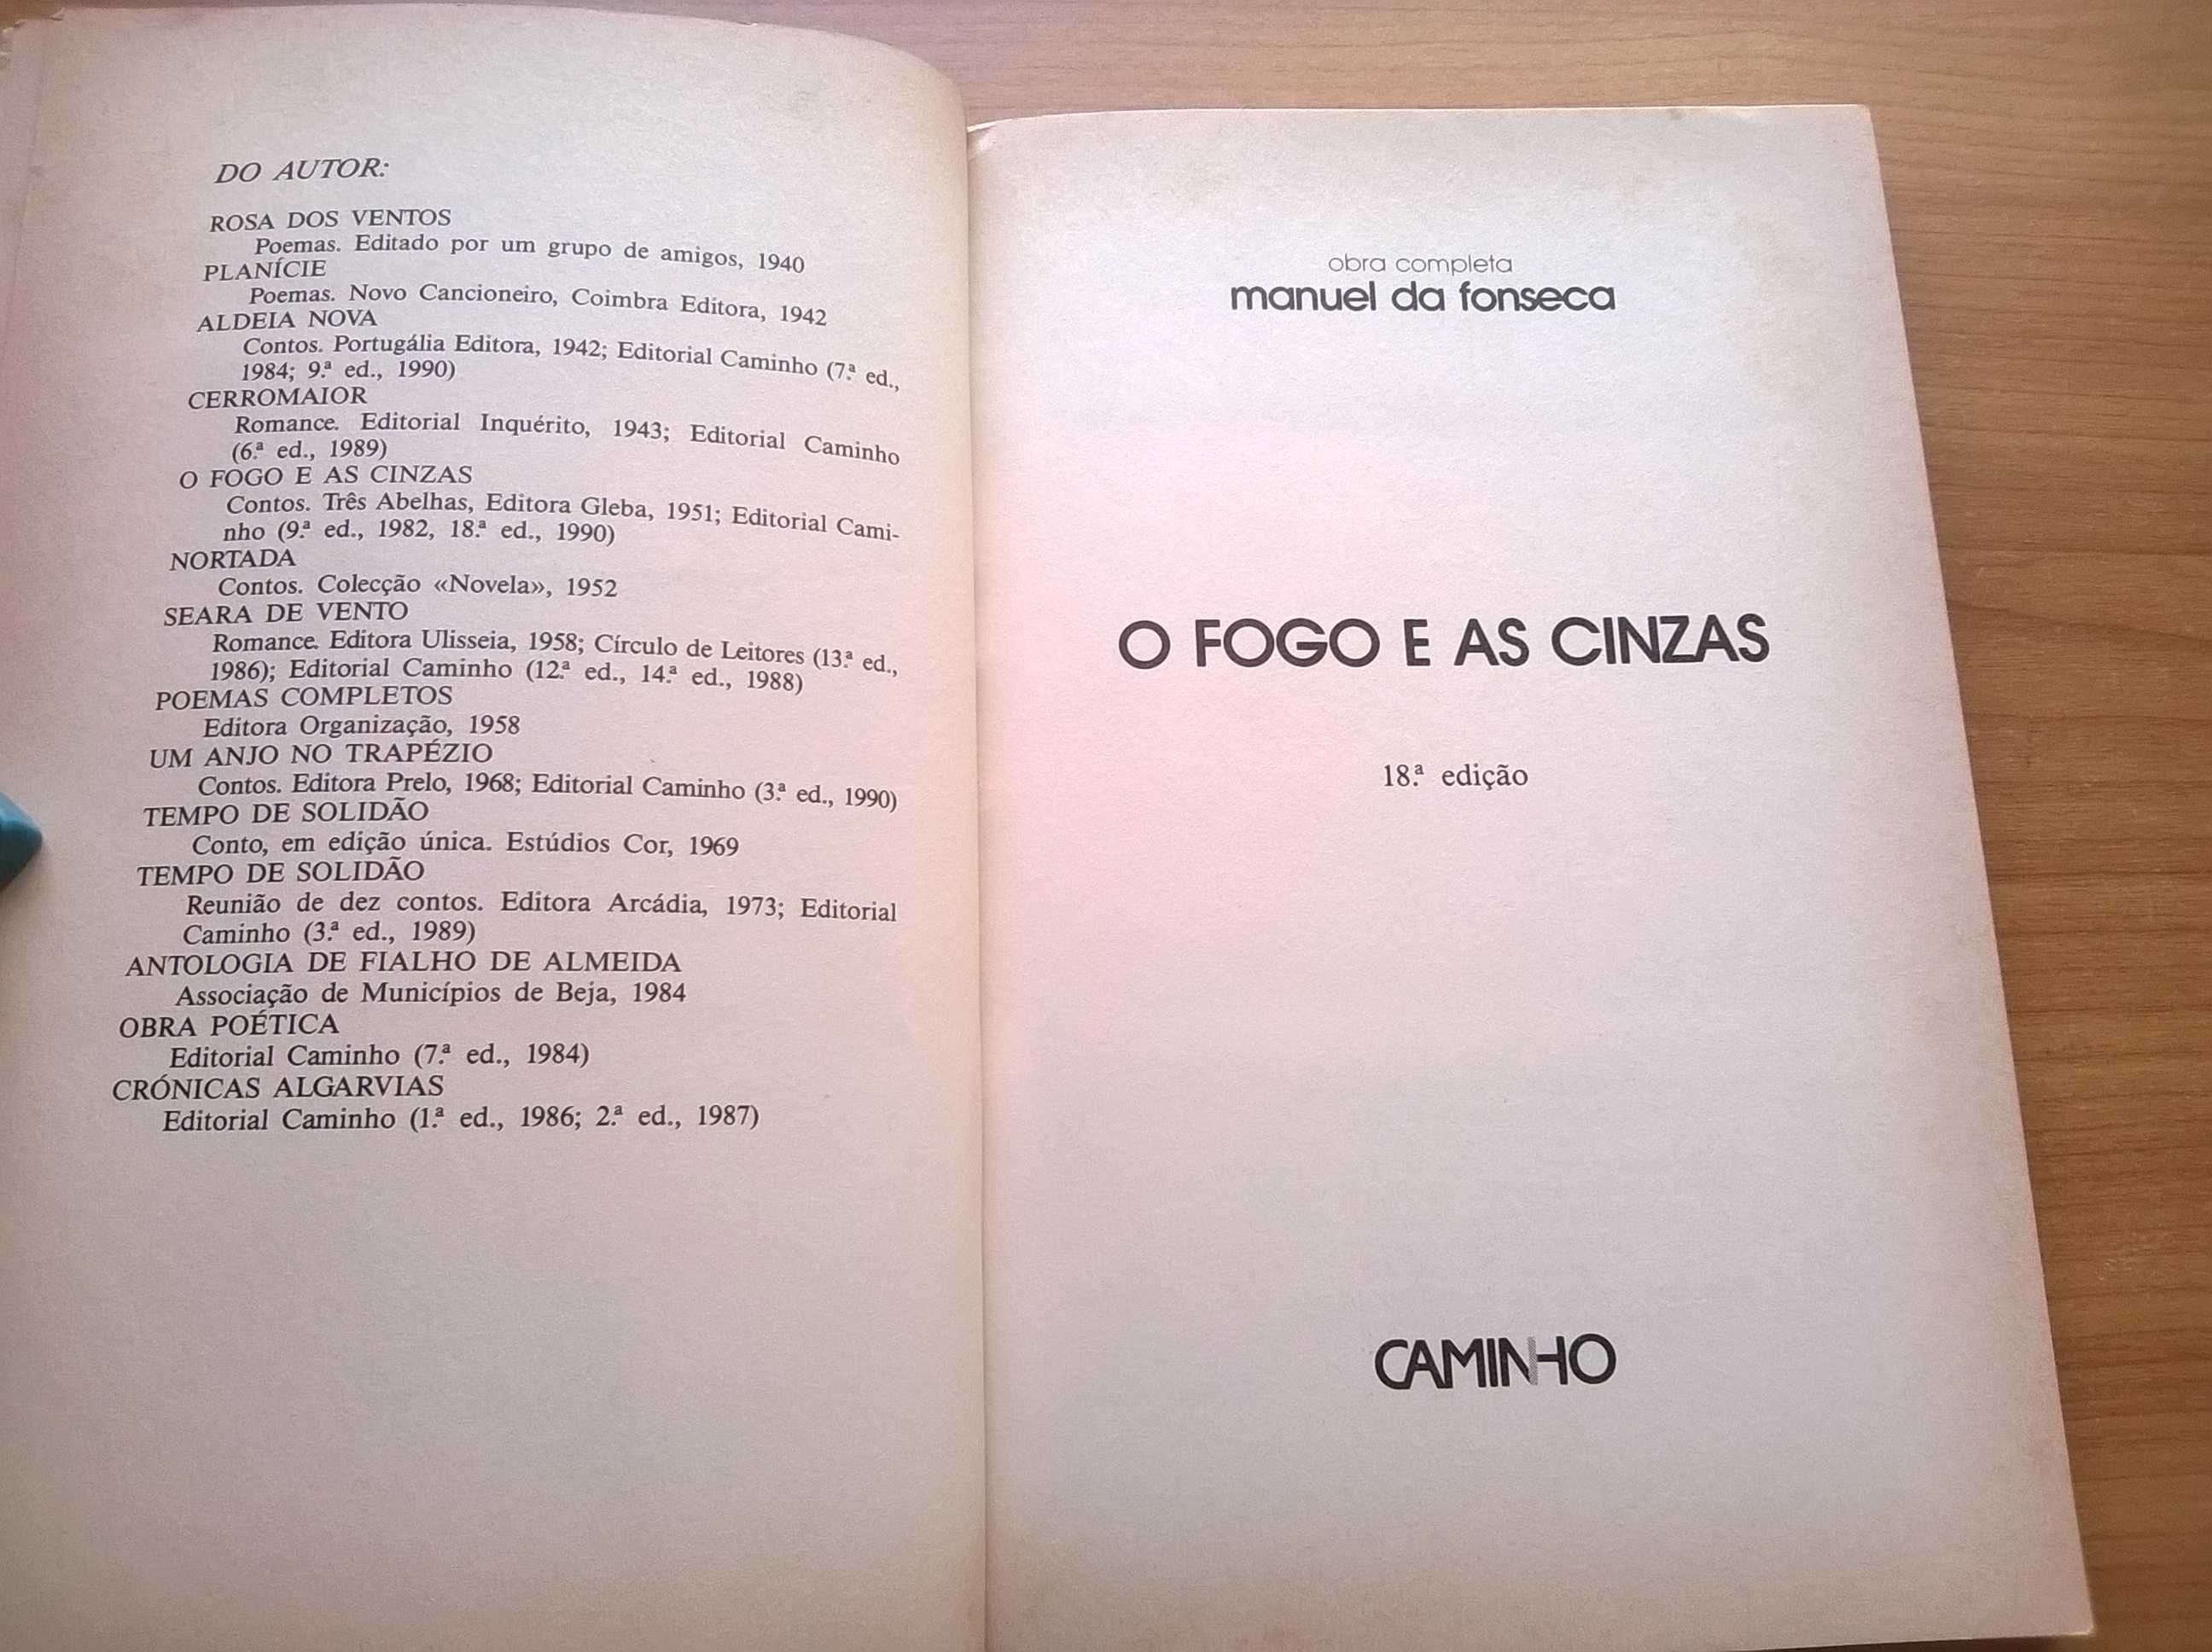 DO AUTOR:
ROSA DOS VENTOS
Poemas. Editado por um grupo de amigos, 1940
PLANÍCIE
Poemas. Novo Cancioneiro, Coimbra Editora, 1942
ALDEIA NOVA
Contos. Portugália Editora, 1942; Editorial Caminho (7.ª ed.,
1984; 9.ª ed., 1990)
CERROMAIOR
Romance. Editorial Inquérito, 1943; Editorial Caminho
(6.ª ed., 1989)
O FOGO E AS CINZAS
Contos. Três Abelhas, Editora Gleba, 1951; Editorial Cami-
nho (9.ª ed., 1982, 18.ª ed., 1990)
NORTADA
Contos. Colecção «Novela», 1952
SEARA DE VENTO
Romance. Editora Ulisseia, 1958; Círculo de Leitores (13.ª ed.,
1986); Editorial Caminho (12.ª ed., 14.ª ed., 1988)
POEMAS COMPLETOS
Editora Organização, 1958
UM ANJO NO TRAPÉZIO
Contos. Editora Prelo, 1968; Editorial Caminho (3.ª ed., 1990)
TEMPO DE SOLIDÃO
Conto, em edição única. Estúdios Cor, 1969
TEMPO DE SOLIDÃO
Reunião de dez contos. Editora Arcádia, 1973; Editorial
Caminho (3.ª ed., 1989)
ANTOLOGIA DE FIALHO DE ALMEIDA
Associação de Municípios de Beja, 1984
OBRA POÉTICA
Editorial Caminho (7.ª ed., 1984)
CRÓNICAS ALGARVIAS
Editorial Caminho (1.ª ed., 1986; 2.ª ed., 1987)
obra completa
manuel da fonseca
O FOGO E AS CINZAS
18.ª edição
CAMINHO